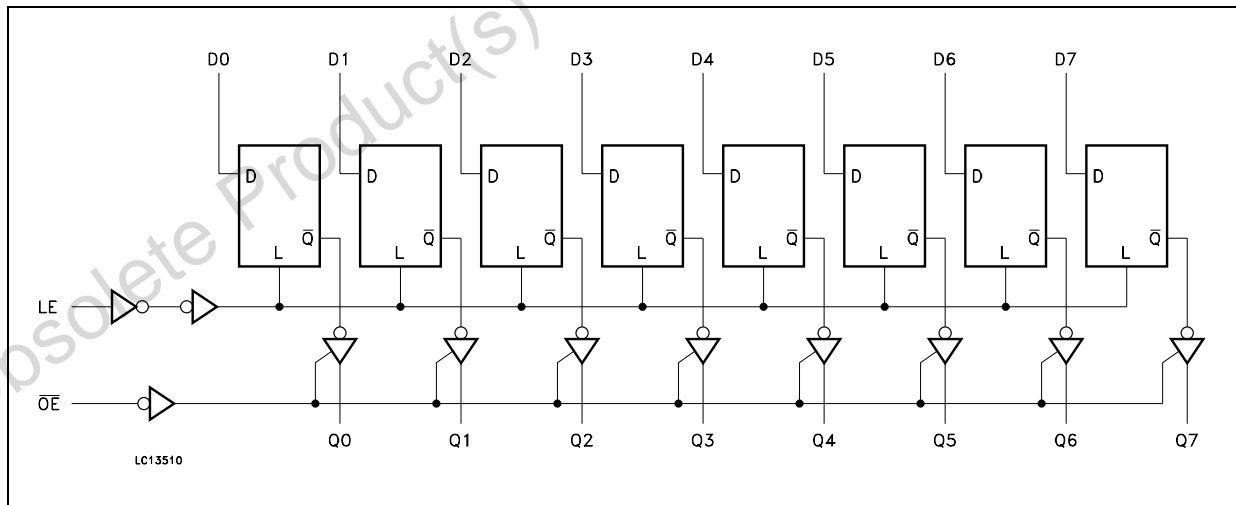 Obsolete Product(s)
D0 D1 D2 D3 D4 D5 D6 D7
D D D D D D D D
Q̅ Q̅ Q̅ Q̅ Q̅ Q̅ Q̅ Q̅
L L L L L L L L
LE
O̅E̅
Q0 Q1 Q2 Q3 Q4 Q5 Q6 Q7
LC13510